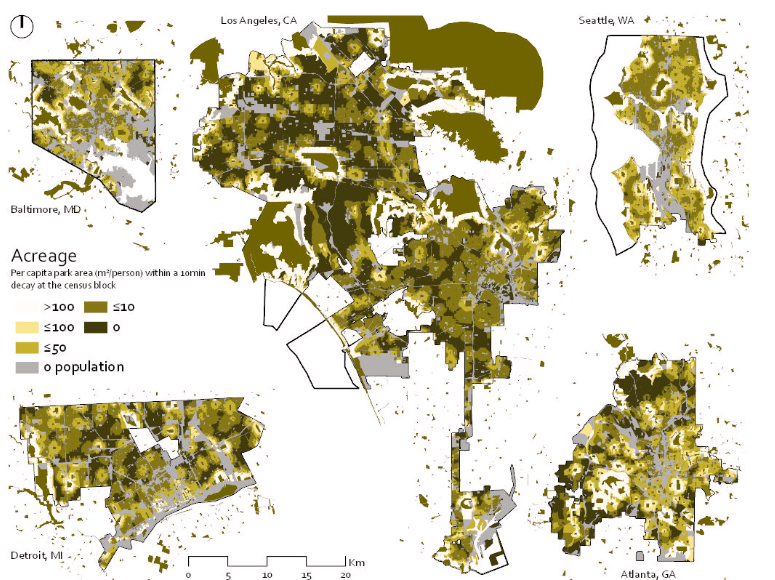 Los Angeles, CA
Seattle, WA
Baltimore, MD
Acreage
Per capita park area (m²/person) within a 10min
decay at the census block
>100 ≤10
≤100 0
≤50
0 population
Detroit, MI
Km
0 5 10 15 20
Atlanta, GA